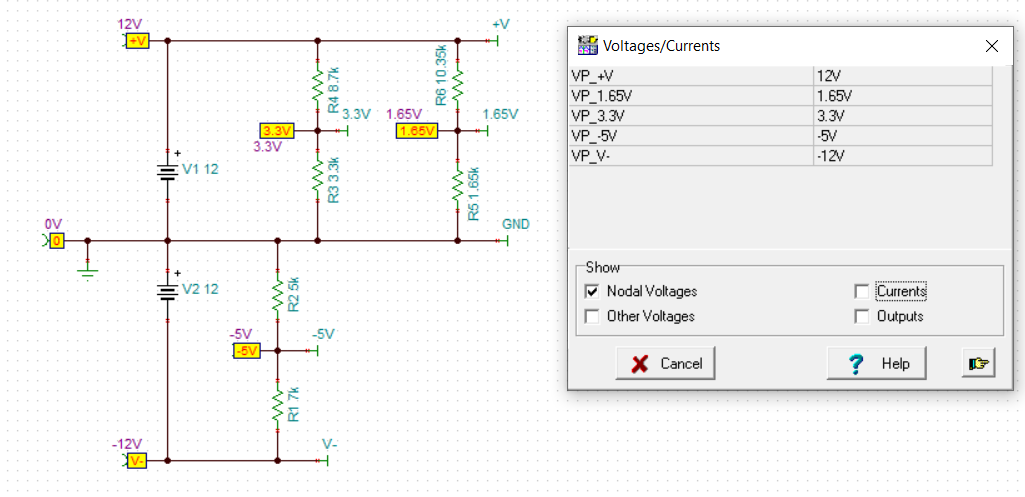 12V
+V
+V
R4 8.7k
R6 10.35k
3.3V
3.3V
3.3V
1.65V
1.65V
1.65V
+
V1 12
R3 3.3k
R5 1.65k
0V
0
GND
+
V2 12
R2 5k
-5V
-5V
-5V
R1 7k
-12V
V-
V-
Voltages/Currents
VP_+V 12V
VP_1.65V 1.65V
VP_3.3V 3.3V
VP_-5V -5V
VP_V- -12V
Show
Nodal Voltages
Currents
Other Voltages
Outputs
Cancel
? Help